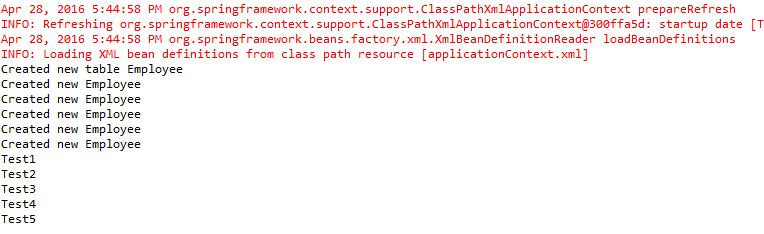 Apr 28, 2016 5:44:58 PM org.springframework.context.support.ClassPathXmlApplicationContext prepareRefresh
INFO: Refreshing org.springframework.context.support.ClassPathXmlApplicationContext@300ffa5d: startup date [T
Apr 28, 2016 5:44:58 PM org.springframework.beans.factory.xml.XmlBeanDefinitionReader loadBeanDefinitions
INFO: Loading XML bean definitions from class path resource [applicationContext.xml]
Created new table Employee
Created new Employee
Created new Employee
Created new Employee
Created new Employee
Created new Employee
Test1
Test2
Test3
Test4
Test5